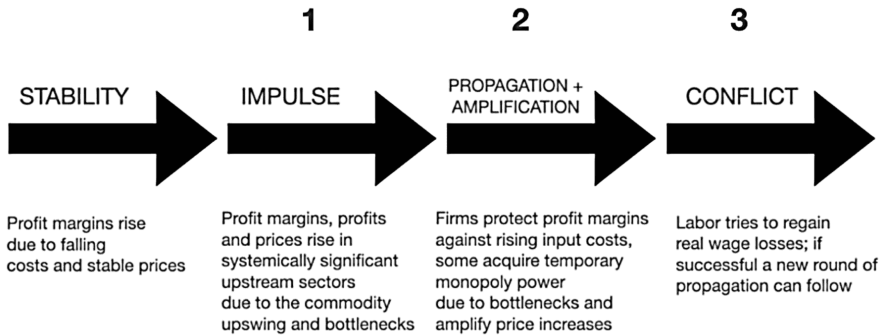 1
2
3
STABILITY
IMPULSE
PROPAGATION +
AMPLIFICATION
CONFLICT
Profit margins rise
due to falling
costs and stable prices
Profit margins, profits
and prices rise in
systemically significant
upstream sectors
due to the commodity
upswing and bottlenecks
Firms protect profit margins
against rising input costs,
some acquire temporary
monopoly power
due to bottlenecks and
amplify price increases
Labor tries to regain
real wage losses; if
successful a new round of
propagation can follow